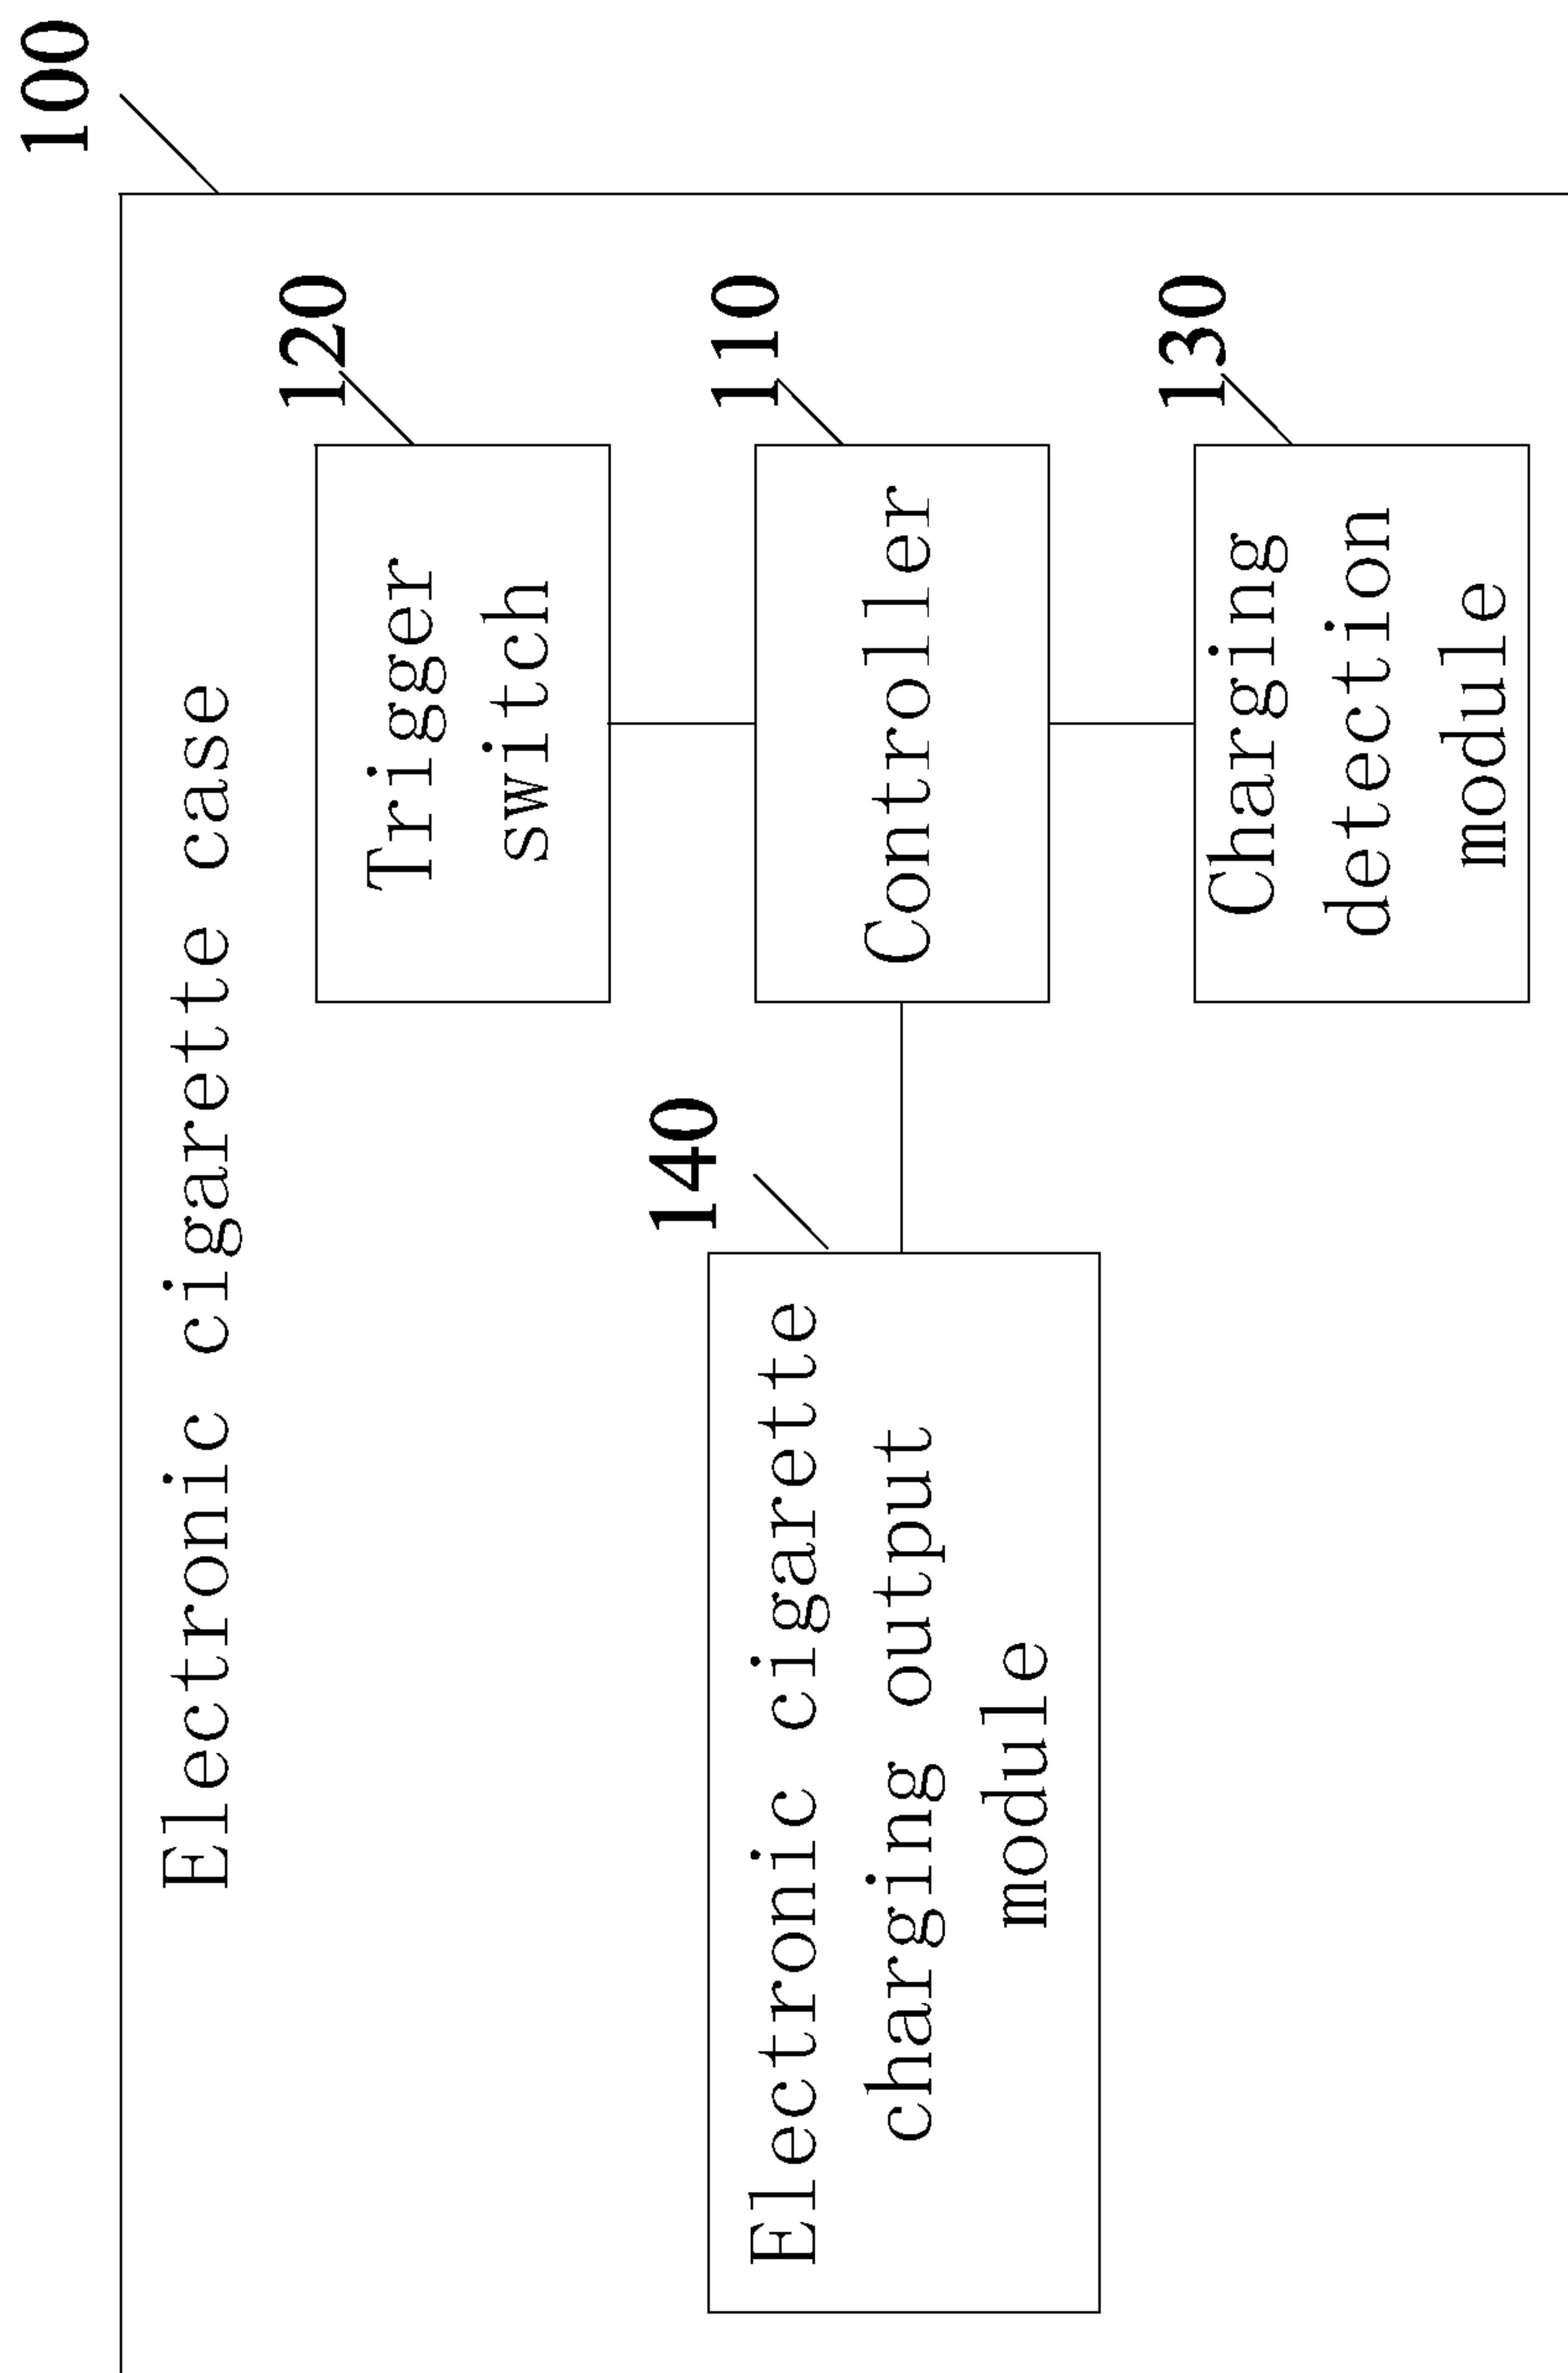 100
Electronic cigarette case
120
Trigger
switch
140
110
Electronic cigarette
charging output
module
Controller
130
Charging
detection
module